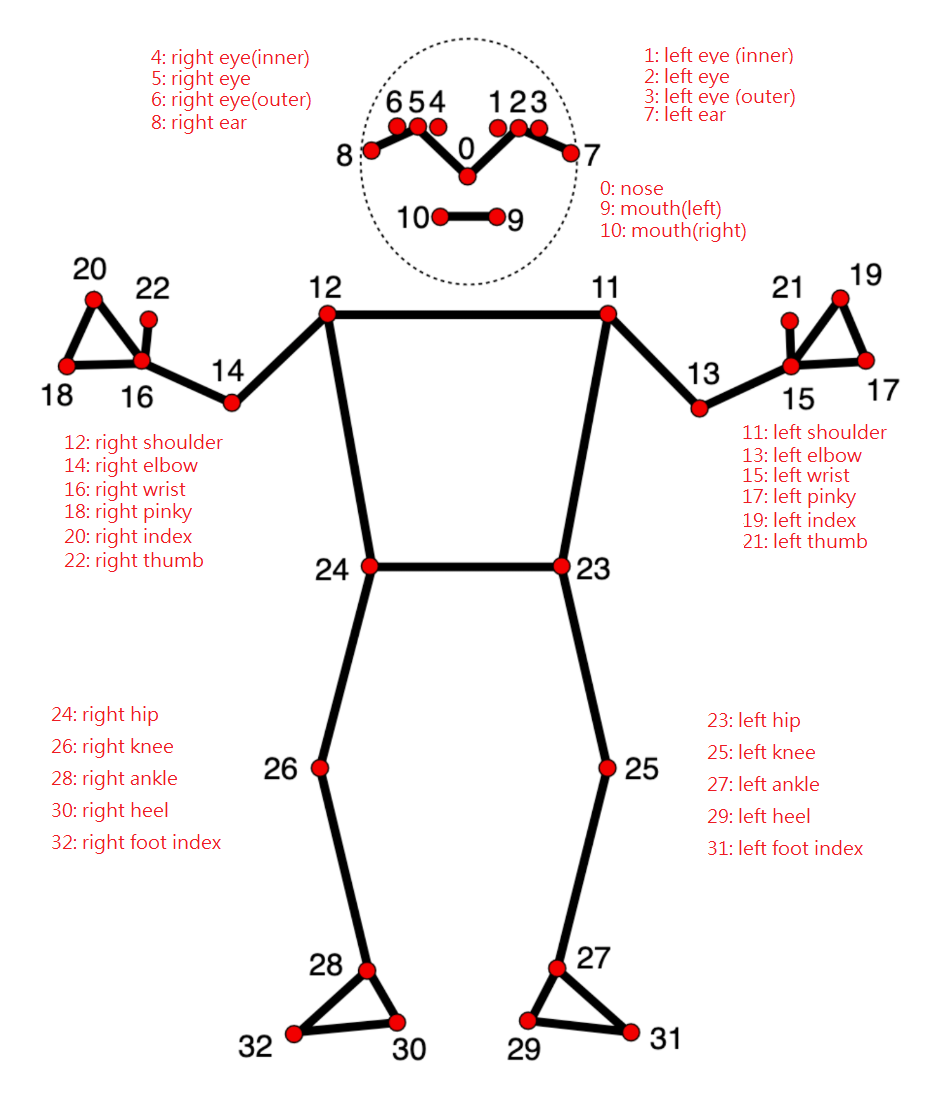 4: right eye(inner)
5: right eye
6: right eye(outer)
8: right ear
1: left eye (inner)
2: left eye
3: left eye (outer)
7: left ear
6 5 4 1 2 3
8 0 7
10 9
0: nose
9: mouth(left)
10: mouth(right)
20 22 12 11 21 19
18 16 14 13 15 17
12: right shoulder
14: right elbow
16: right wrist
18: right pinky
20: right index
22: right thumb
11: left shoulder
13: left elbow
15: left wrist
17: left pinky
19: left index
21: left thumb
24 23
24: right hip
26: right knee
28: right ankle
30: right heel
32: right foot index
23: left hip
25: left knee
27: left ankle
29: left heel
31: left foot index
26 25
28 27
32 30 29 31